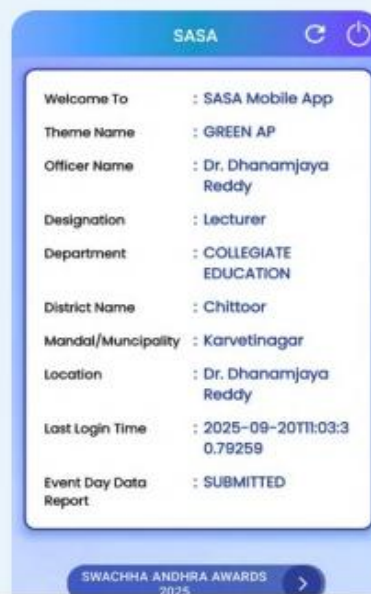 SASA
Welcome To : SASA Mobile App
Theme Name : GREEN AP
Officer Name : Dr. Dhanamjaya
Reddy
Designation : Lecturer
Department : COLLEGIATE
EDUCATION
District Name : Chittoor
Mandal/Muncipality : Karvetinagar
Location : Dr. Dhanamjaya
Reddy
Last Login Time : 2025-09-20T11:03:3
0.79259
Event Day Data : SUBMITTED
Report
SWACHHA ANDHRA AWARDS
2025